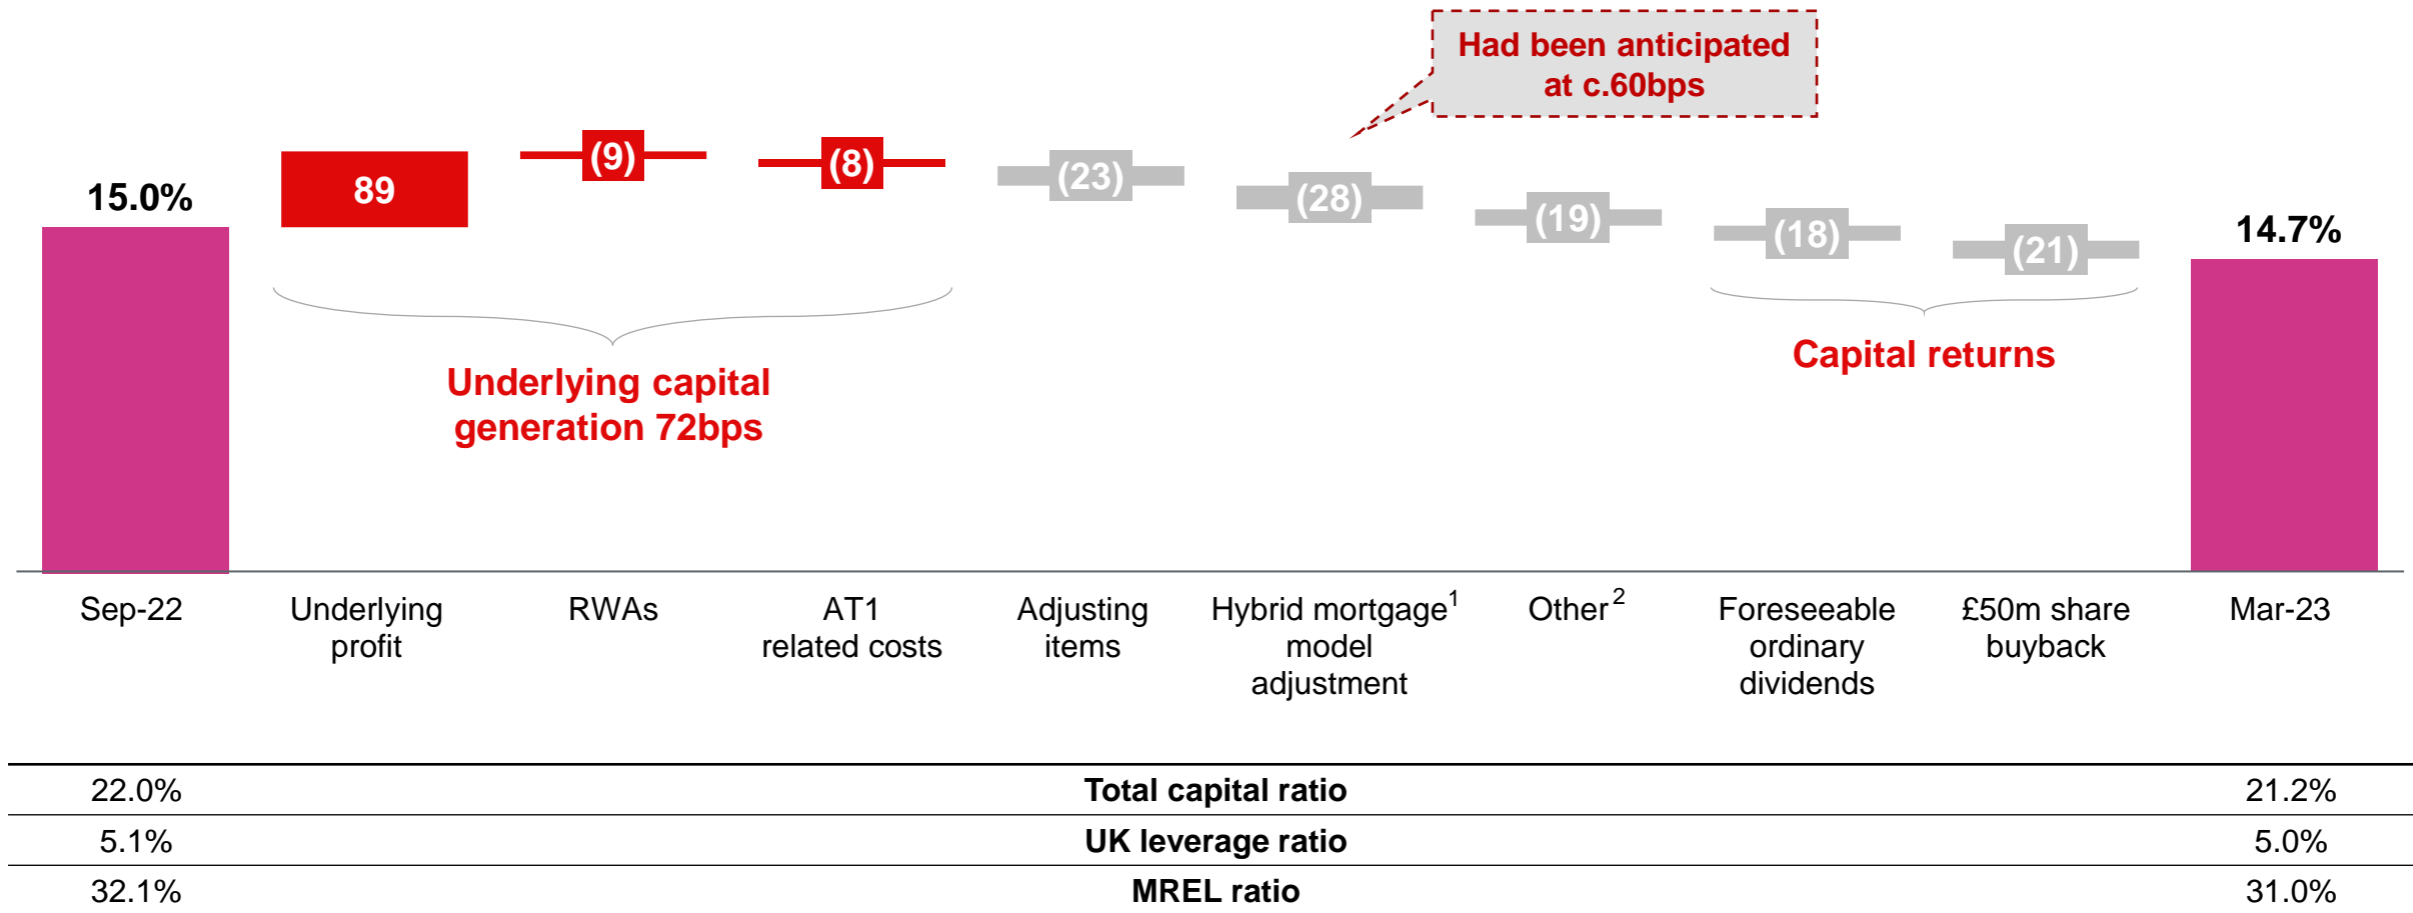 Had been anticipated
at c.60bps
15.0%
89
(9)
(8)
(23)
(28)
(19)
(18)
(21)
14.7%
Underlying capital
generation 72bps
Capital returns
Sep-22
Underlying
profit
RWAs
AT1
related costs
Adjusting
items
Hybrid mortgage1
model
adjustment
Other2
Foreseeable
ordinary
dividends
£50m share
buyback
Mar-23
22.0% Total capital ratio 21.2%
5.1% UK leverage ratio 5.0%
32.1% MREL ratio 31.0%